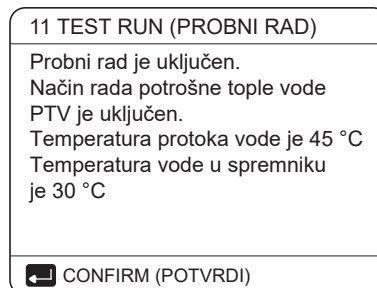 11 TEST RUN (PROBNI RAD)
Probni rad je uključen.
Način rada potrošne tople vode
PTV je uključen.
Temperatura protoka vode je 45 °C
Temperatura vode u spremniku
je 30 °C
CONFIRM (POTVRDI)